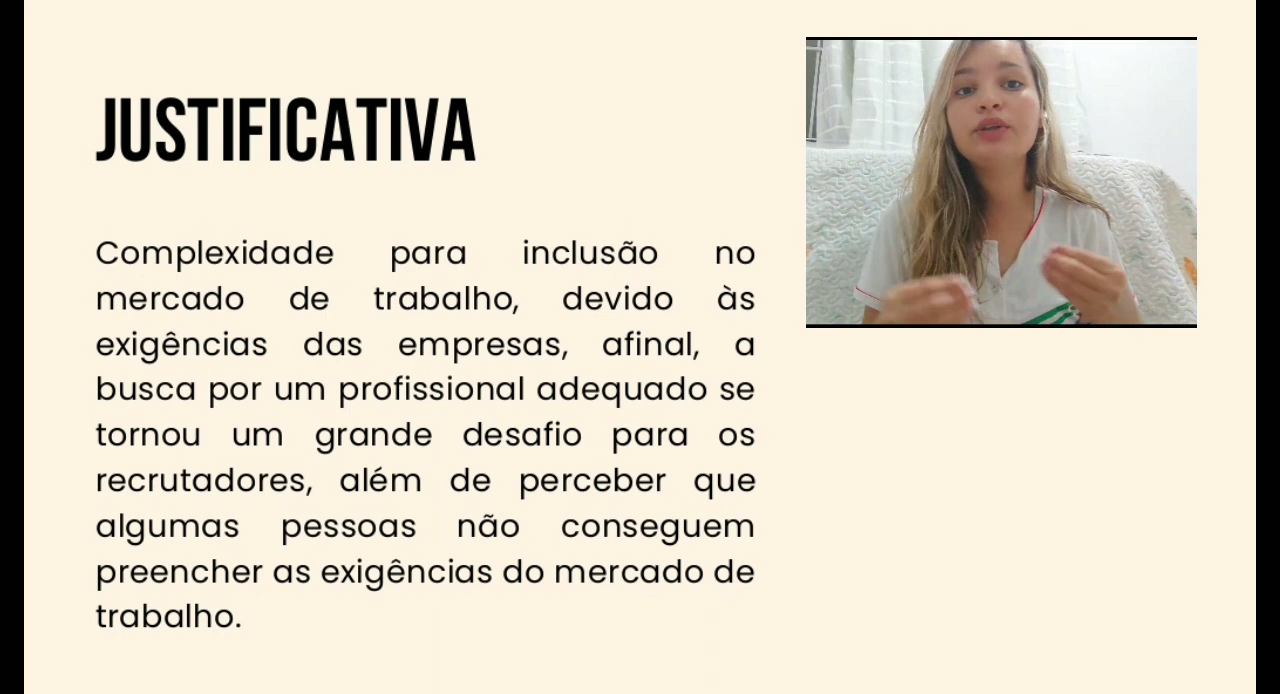 JUSTIFICATIVA
Complexidade para inclusão no
mercado de trabalho, devido às
exigências das empresas, afinal, a
busca por um profissional adequado se
tornou um grande desafio para os
recrutadores, além de perceber que
algumas pessoas não conseguem
preencher as exigências do mercado de
trabalho.